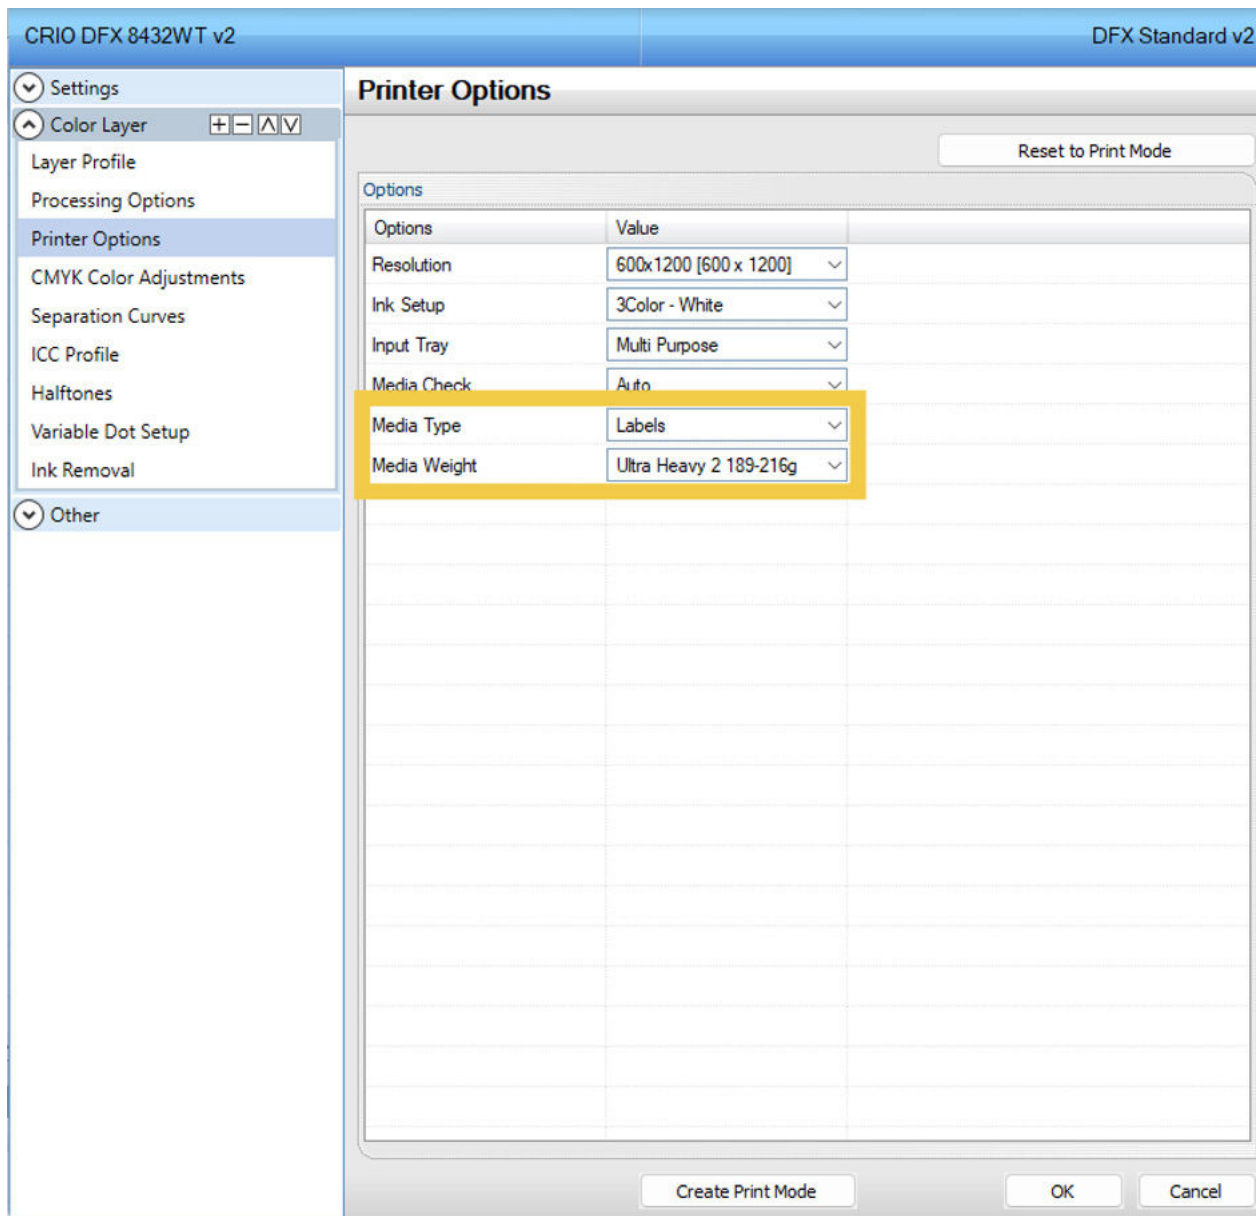 CRIO DFX 8432WT v2 DFX Standard v2
Settings
Color Layer
Layer Profile
Processing Options
Printer Options
CMYK Color Adjustments
Separation Curves
ICC Profile
Halftones
Variable Dot Setup
Ink Removal
Other
Printer Options
Reset to Print Mode
Options
Options Value
Resolution 600x1200 [600 x 1200]
Ink Setup 3Color - White
Input Tray Multi Purpose
Media Check Auto
Media Type Labels
Media Weight Ultra Heavy 2 189-216g
Create Print Mode OK Cancel